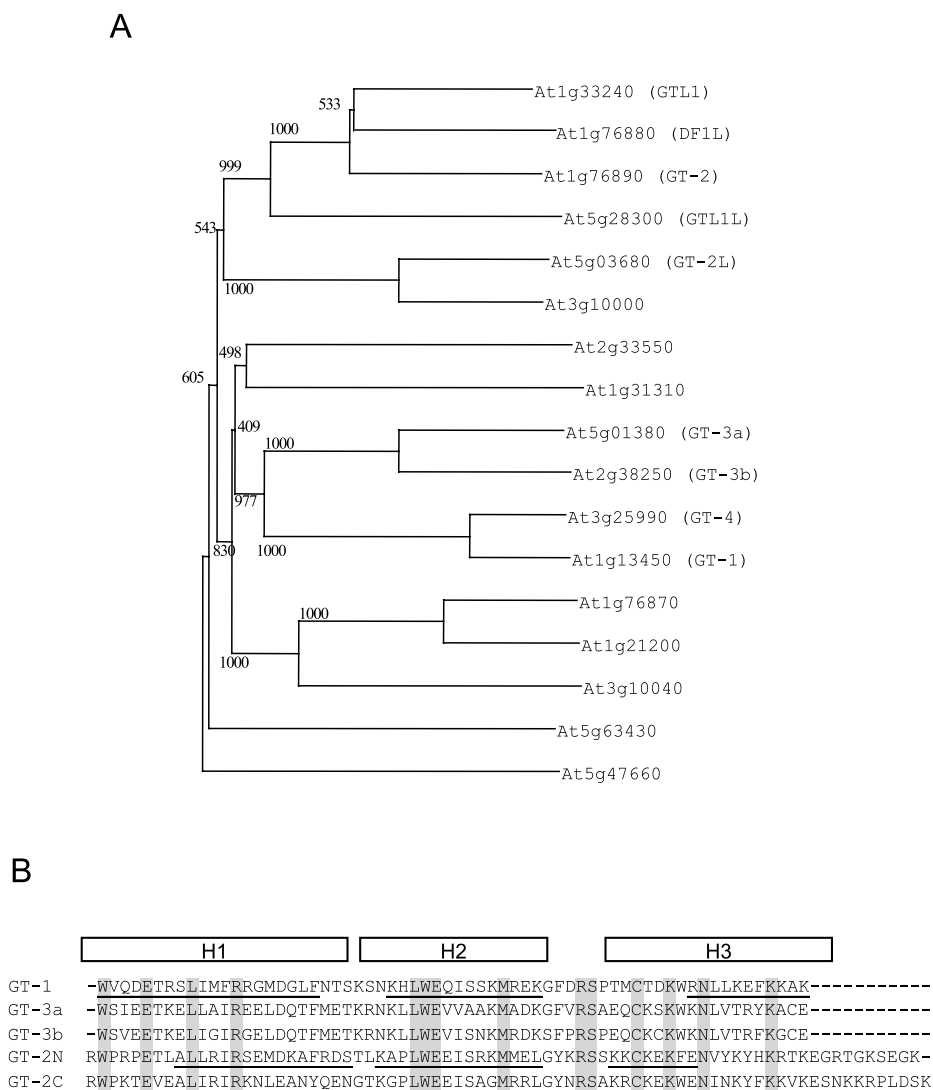 A
At1g33240 (GTL1)
533
1000
At1g76880 (DF1L)
999
At1g76890 (GT-2)
At5g28300 (GTL1L)
543
At5g03680 (GT-2L)
1000
At3g10000
498
At2g33550
605
At1g31310
409
At5g01380 (GT-3a)
1000
At2g38250 (GT-3b)
977
At3g25990 (GT-4)
830
1000
At1g13450 (GT-1)
At1g76870
1000
At1g21200
1000
At3g10040
At5g63430
At5g47660
B
H1 H2 H3
GT-1 -WVQDETRSLIMFRRGMDGLFNTSKSNKHLWEQISSKMREKGFDRSPTMCTDKWRNLLKEFKKAK-----------
GT-3a -WSIEETKELLAIREELDQTFMETKRNKLLWEVVAAKMADKGFVRSAEQCKSKWKNLVTRYKACE-----------
GT-3b -WSVEETKELIGIRGELDQTFMETKRNKLLWEVISNKMRDKSFPRSPEQCKCKWKNLVTRFKGCE-----------
GT-2N RWPRPETLALLRIRSEMDKAFRDSTLKAPLWEEISRKMMELGYKRSSKKCKEKFENVYKYHKRTKEGRTGKSEGK-
GT-2C RWPKTEVEALIRIRKNLEANYQENGTKGPLWEEISAGMRRLGYNRSAKRCKEKWENINKYFKKVKESNKKRPLDSK